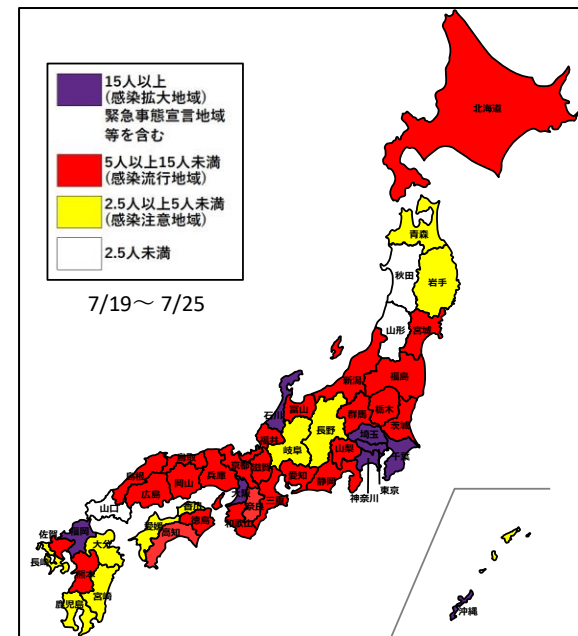 15人以上
(感染拡大地域)
緊急事態宣言地域
等を含む
5人以上15人未満
(感染流行地域)
2.5人以上5人未満
(感染注意地域)
2.5人未満
7/19～ 7/25
北海道
青森
秋田
岩手
山形
宮城
新潟
福島
石川
富山
群馬
栃木
茨城
長野
福井
岐阜
埼玉
山梨
千葉
東京
神奈川
鳥取
京都
滋賀
愛知
静岡
島根
岡山
兵庫
広島
大阪
奈良
三重
山口
香川
和歌山
愛媛
徳島
高知
佐賀
福岡
大分
長崎
熊本
宮崎
鹿児島
沖縄